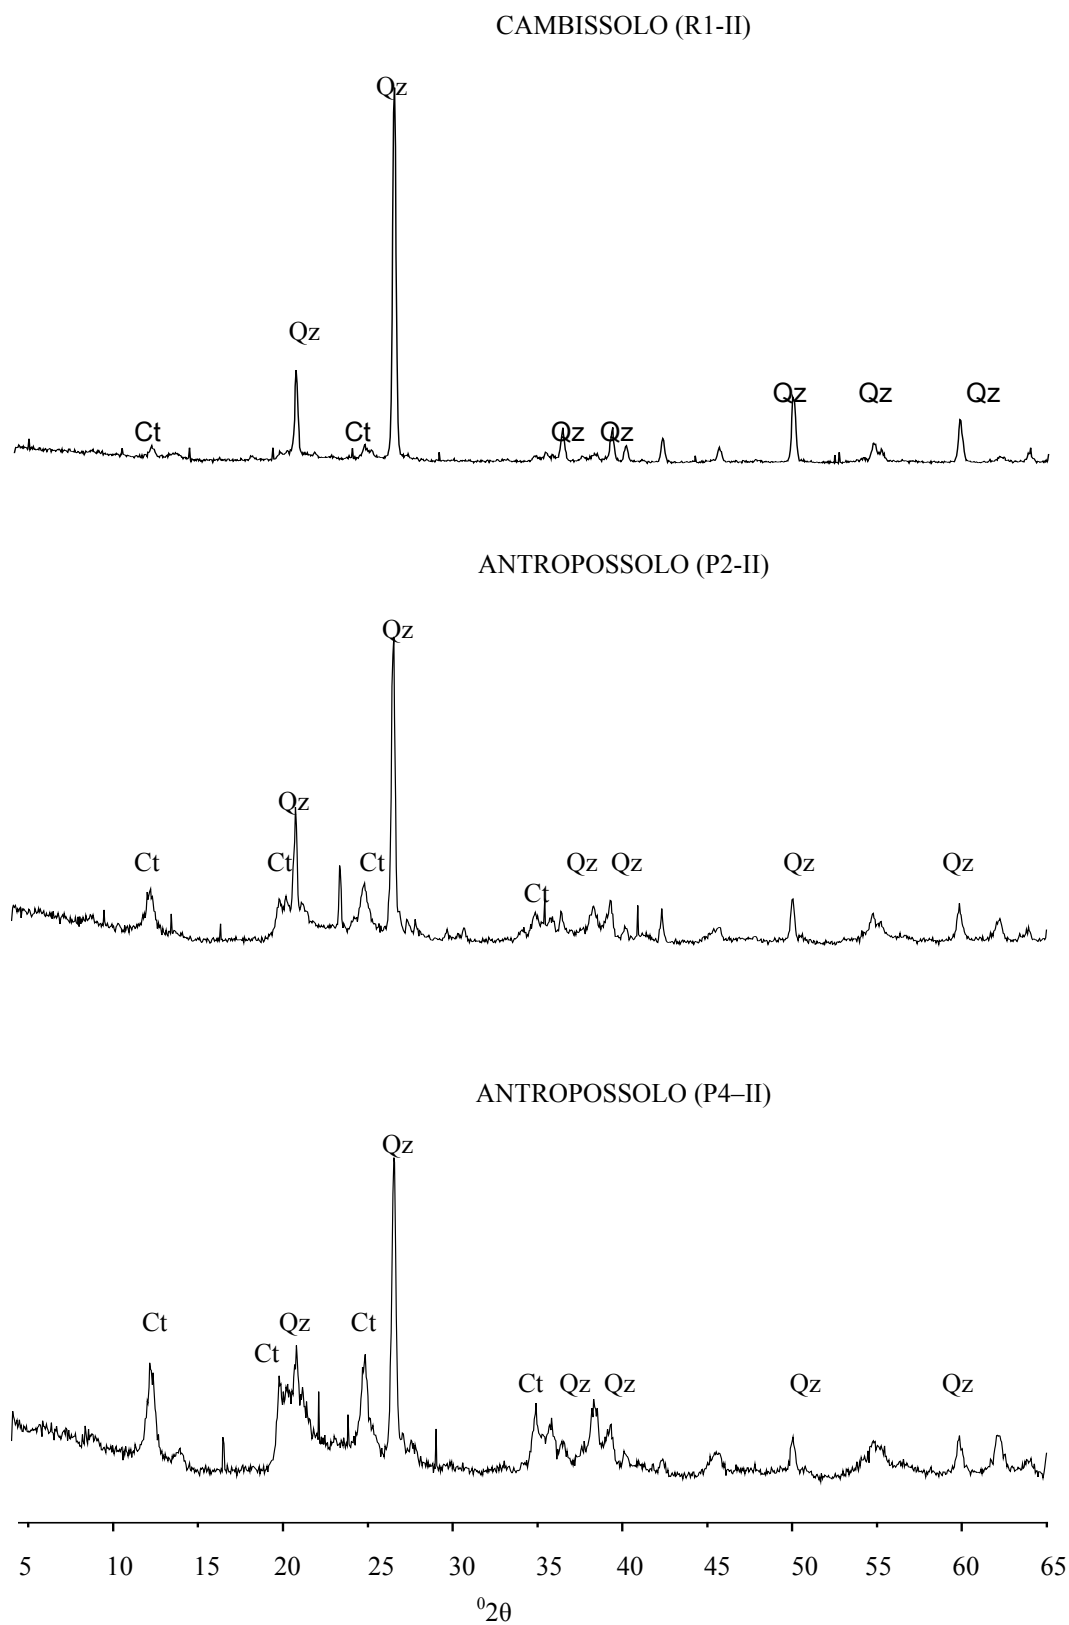 CAMBISSOLO (R1-II)
Qz
Qz
Qz Qz Qz
Ct Ct Qz Qz
ANTROPOSSOLO (P2-II)
Qz
Qz
Ct Ct Ct Qz Qz Qz Qz
Ct
ANTROPOSSOLO (P4–II)
Qz
Ct Qz Ct
Ct
Ct Qz Qz Qz Qz
5 10 15 20 25 30 35 40 45 50 55 60 65
⁰2θ